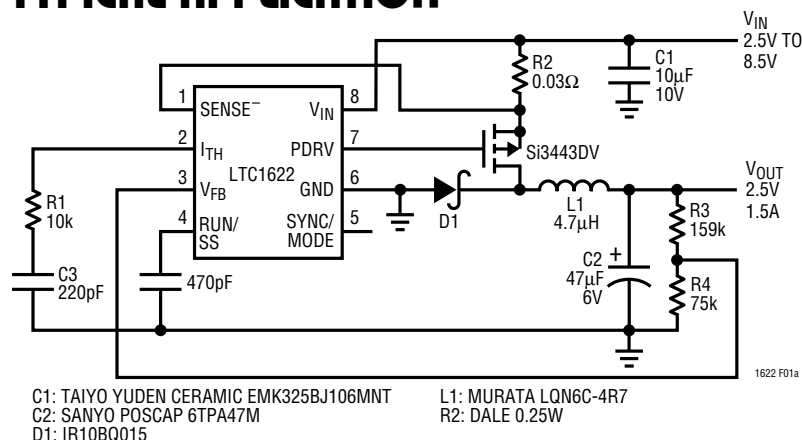 TYPICAL APPLICATION
VIN
2.5V TO
8.5V
C1
10µF
10V
R2
0.03Ω
1
SENSE−
VIN
8
2
ITH
PDRV
7
Si3443DV
LTC1622
3
VFB
GND
6
4
RUN/
SS
SYNC/
MODE
5
R1
10k
C3
220pF
470pF
D1
L1
4.7µH
VOUT
2.5V
1.5A
R3
159k
C2
47µF
6V
+
R4
75k
1622 F01a
C1: TAIYO YUDEN CERAMIC EMK325BJ106MNT
C2: SANYO POSCAP 6TPA47M
D1: IR10BQ015
L1: MURATA LQN6C-4R7
R2: DALE 0.25W